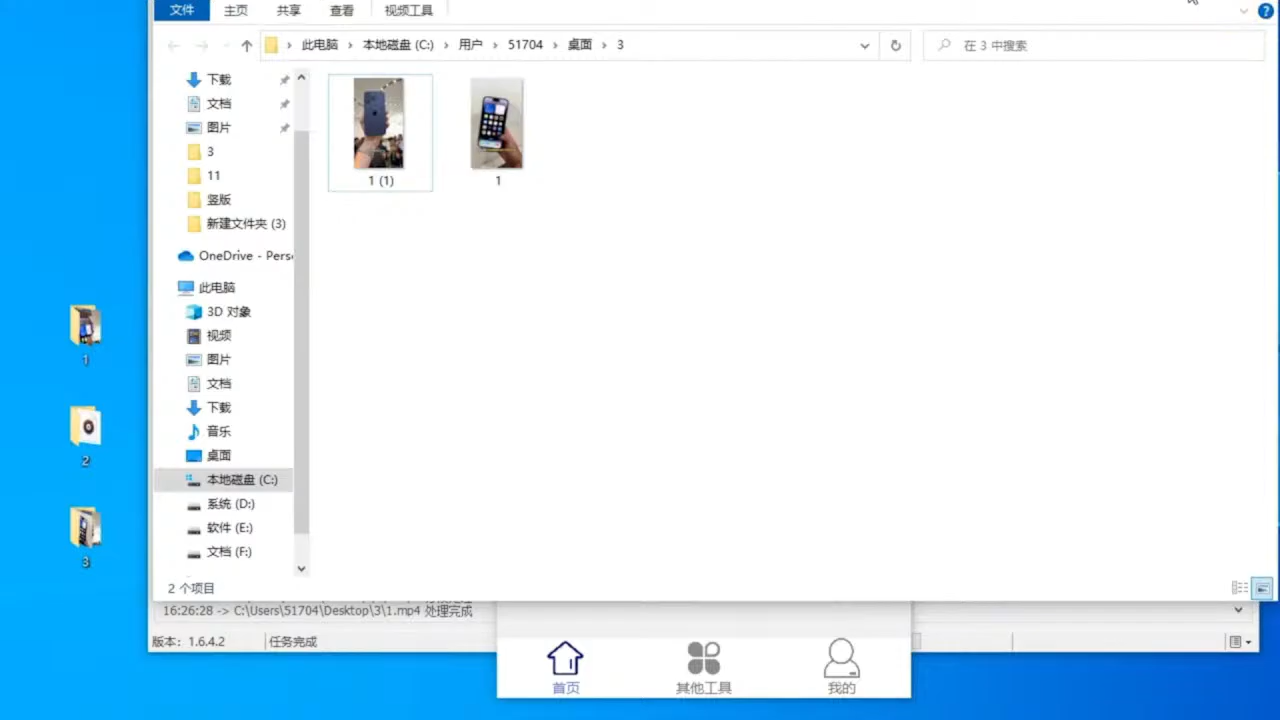 文件 主页 共享 查看 视频工具
此电脑 › 本地磁盘 (C:) › 用户 › 51704 › 桌面 › 3
在 3 中搜索
下载
文档
图片
3
11
竖版
新建文件夹 (3)
OneDrive - Pers
此电脑
3D 对象
视频
图片
文档
下载
音乐
桌面
本地磁盘 (C:)
系统 (D:)
软件 (E:)
文档 (F:)
1 (1)
1
2 个项目
1
2
3
16:26:28 -> C:\Users\51704\Desktop\3\1.mp4 处理完成
版本: 1.6.4.2 任务完成
首页 其他工具 我的